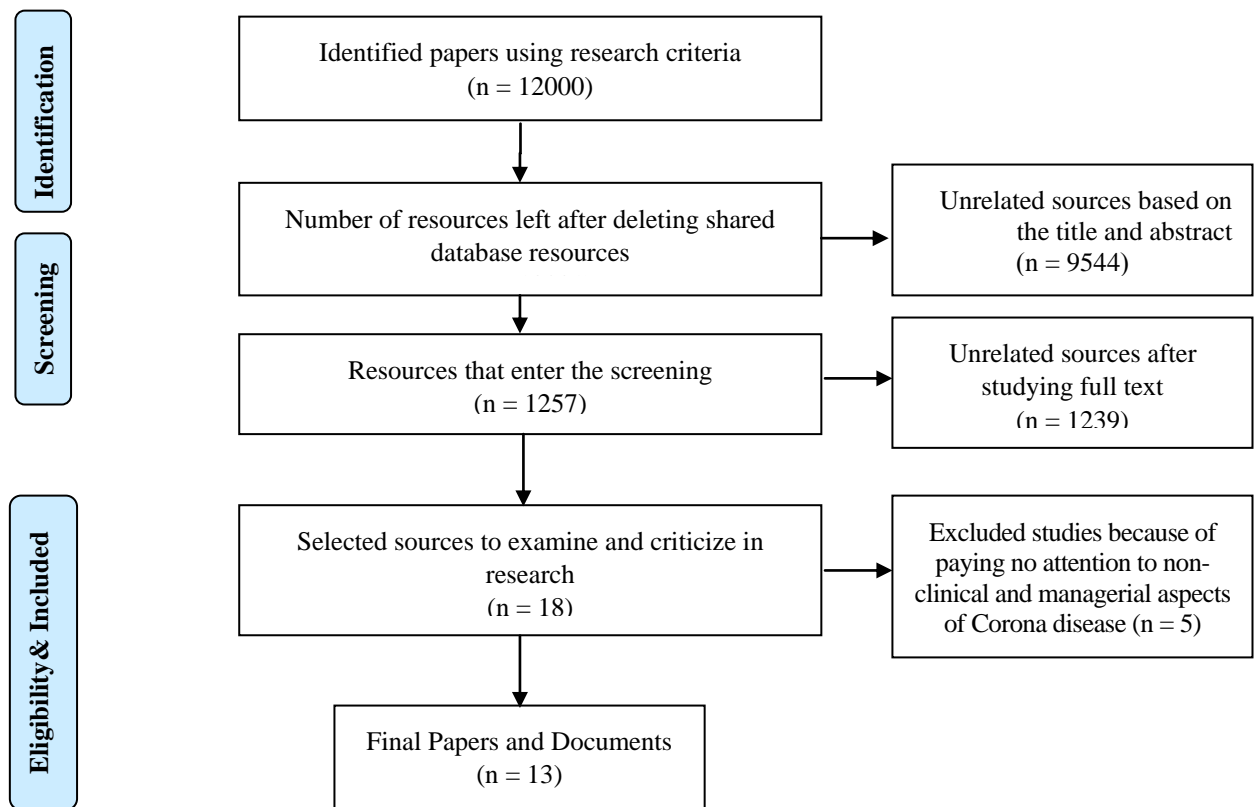 Identification
Identified papers using research criteria
(n = 12000)
Number of resources left after deleting shared
database resources
Unrelated sources based on
the title and abstract
(n = 9544)
Screening
Resources that enter the screening
(n = 1257)
Unrelated sources after
studying full text
(n = 1239)
Eligibility& Included
Selected sources to examine and criticize in
research
(n = 18)
Excluded studies because of
paying no attention to non-
clinical and managerial aspects
of Corona disease (n = 5)
Final Papers and Documents
(n = 13)